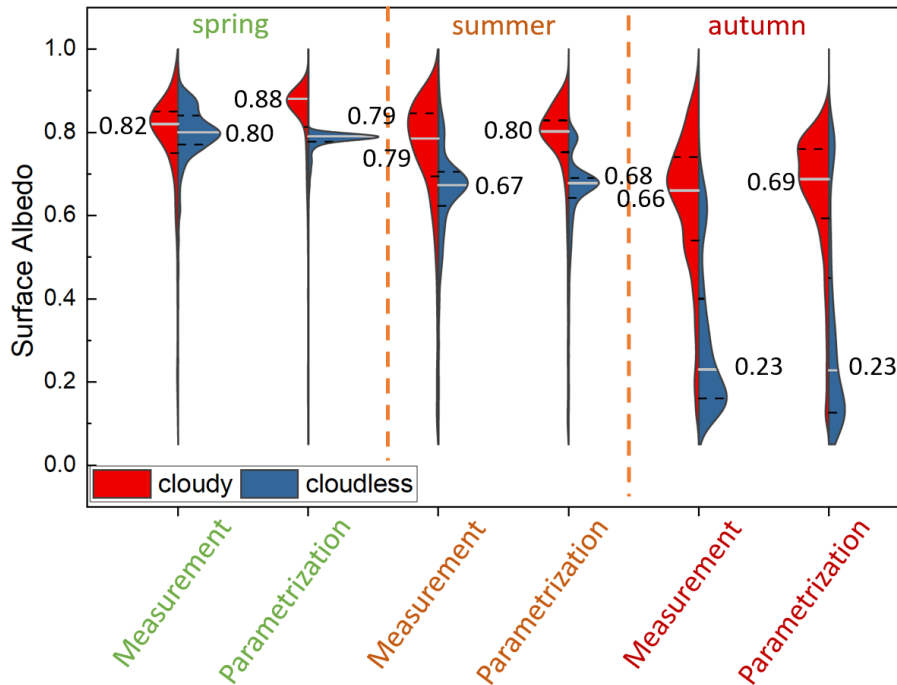 spring
summer
autumn
Surface Albedo
1.0
0.8
0.6
0.4
0.2
0.0
0.82
0.80
0.88
0.79
0.79
0.67
0.80
0.68
0.66
0.23
0.69
0.23
cloudy
cloudless
Measurement
Parametrization
Measurement
Parametrization
Measurement
Parametrization